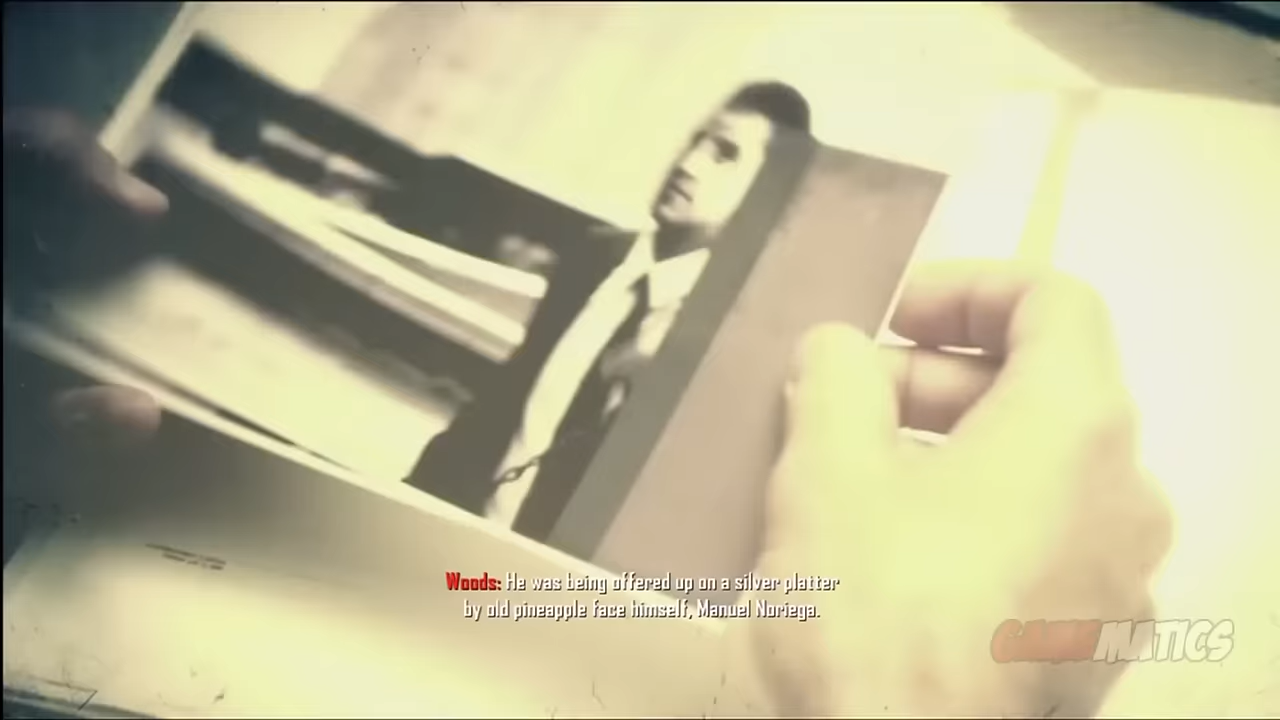 Woods: He was being offered up on a silver platter
by old pineapple face himself, Manuel Noriega.
GAMEMATICS